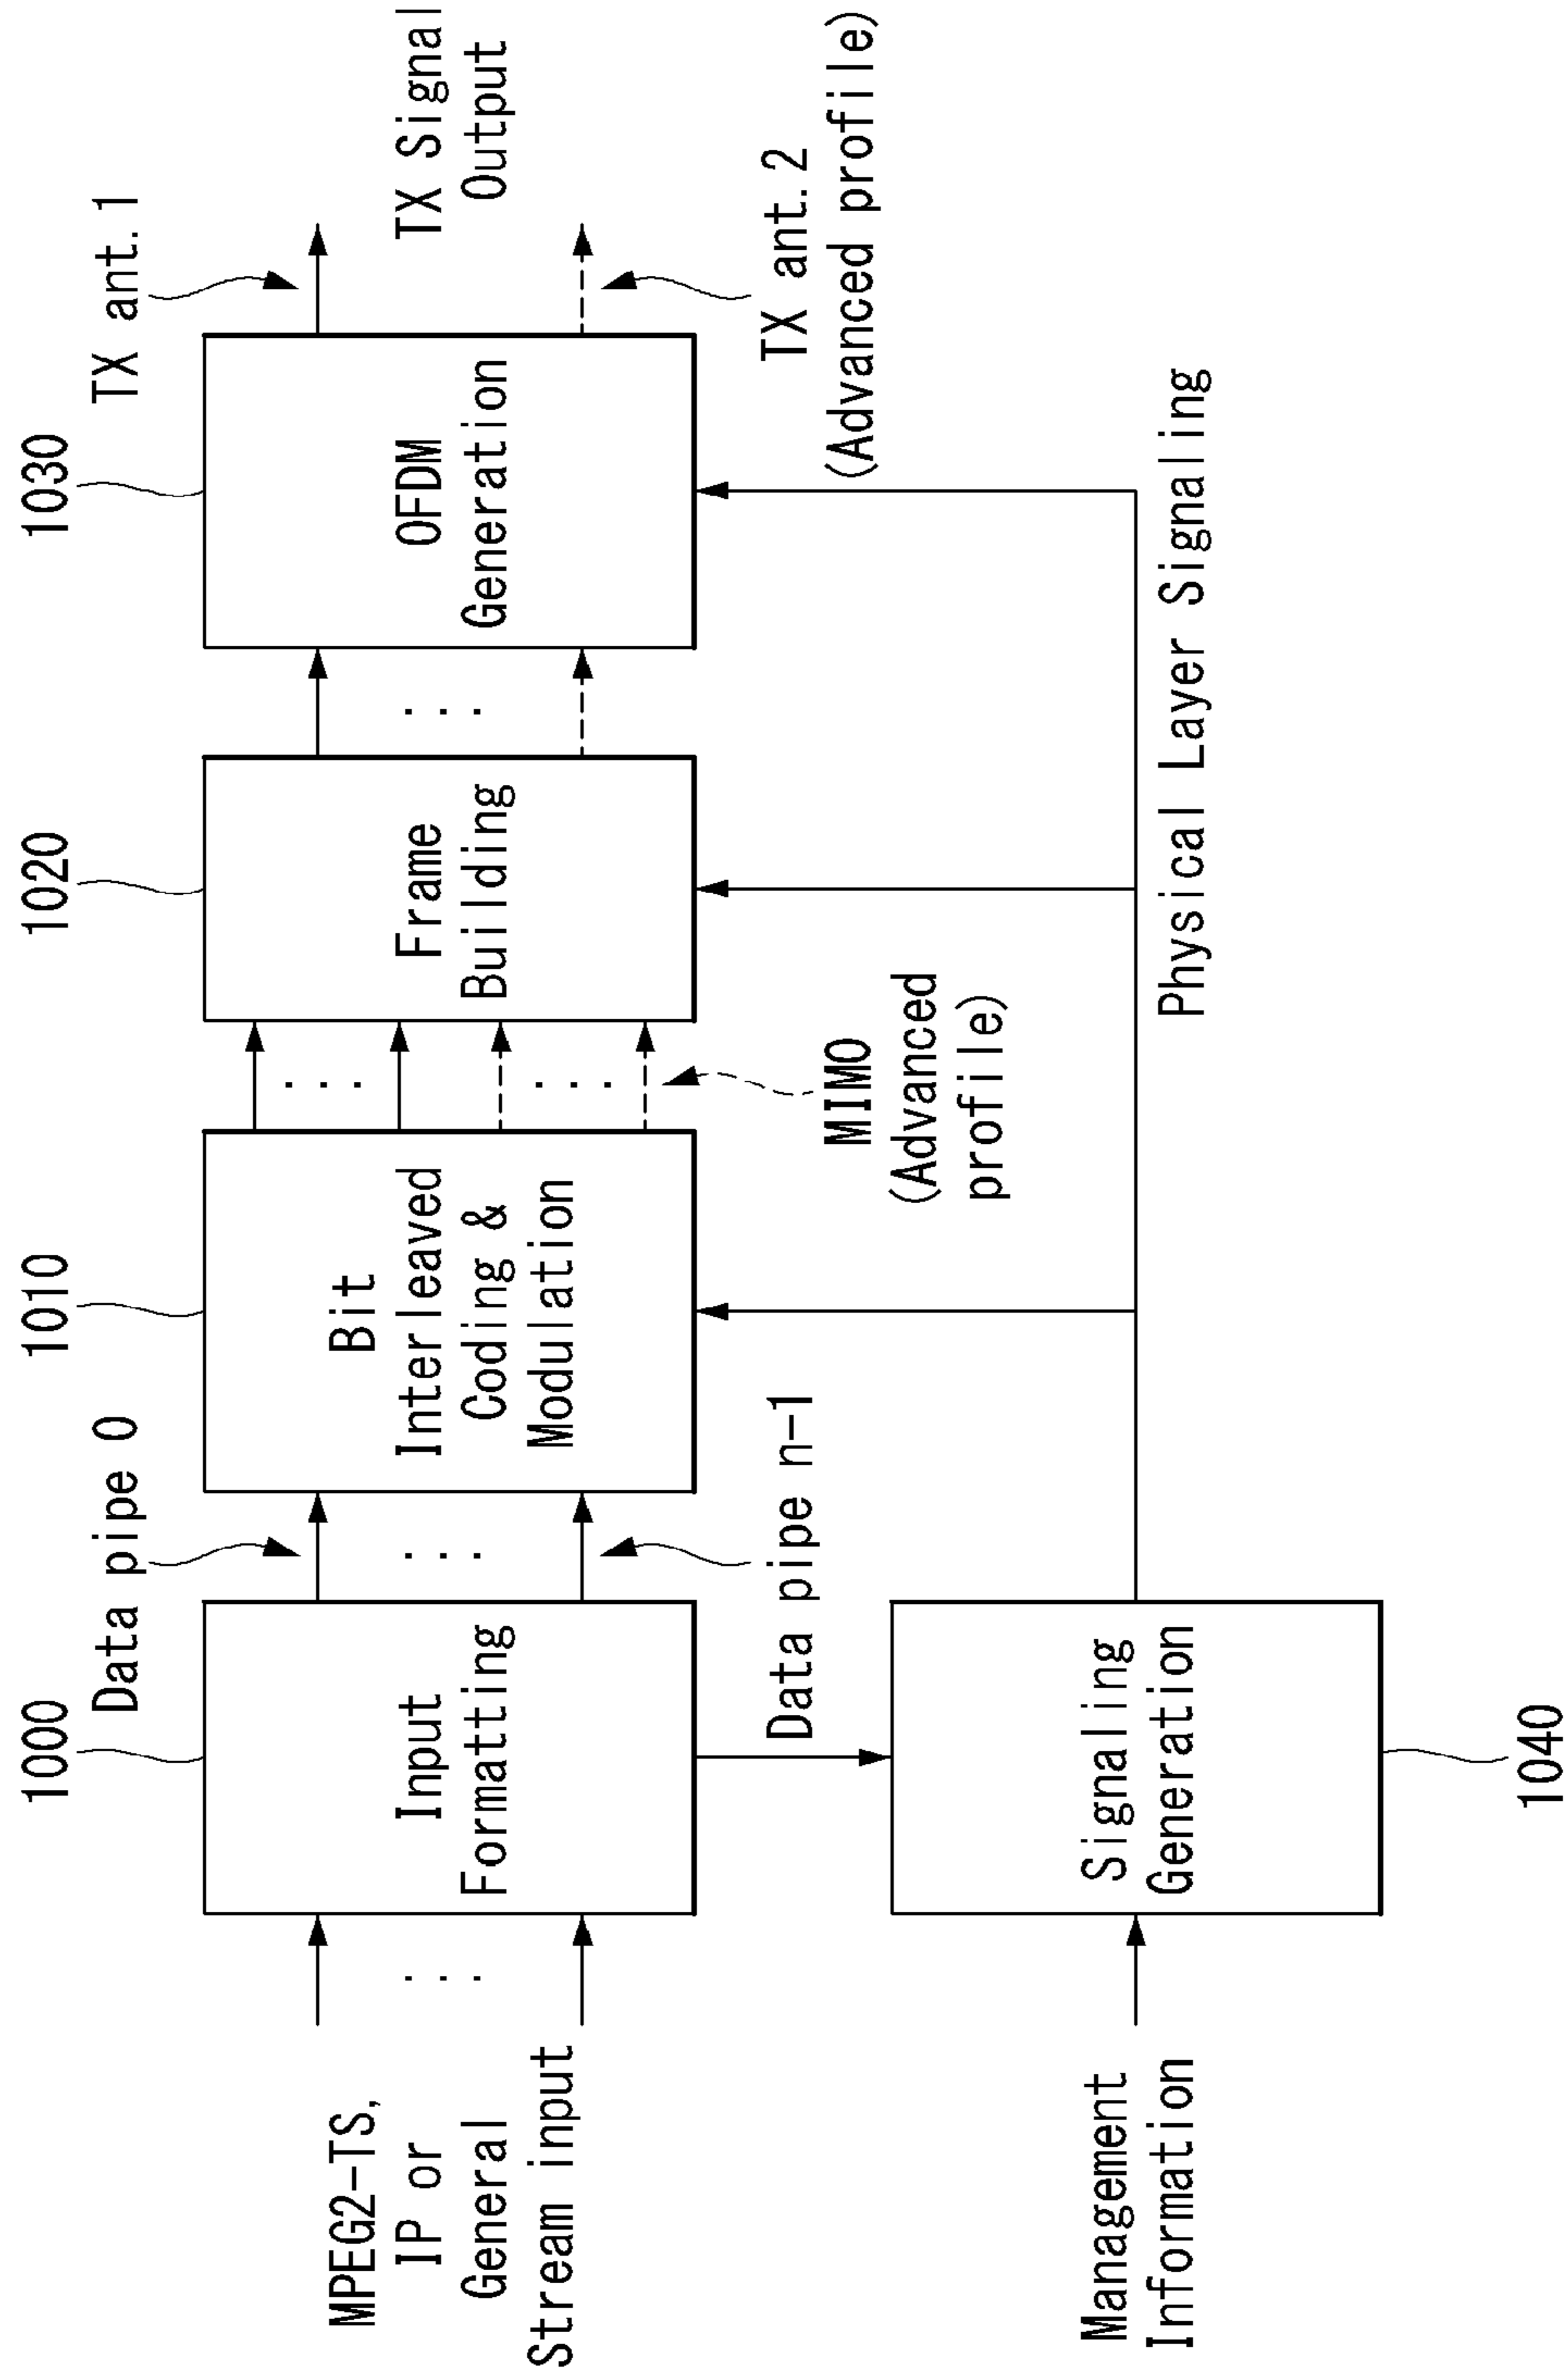 1000
1010
1020
1030
Data pipe 0
TX ant.1
MPEG2-TS,
IP or
General
Stream input
Input
Formatting
Bit
Interleaved
Coding &
Modulation
Frame
Building
OFDM
Generation
TX Signal
Output
Data pipe n-1
MIMO
(Advanced
profile)
TX ant.2
(Advanced profile)
Management
Information
Signaling
Generation
Physical Layer Signaling
1040